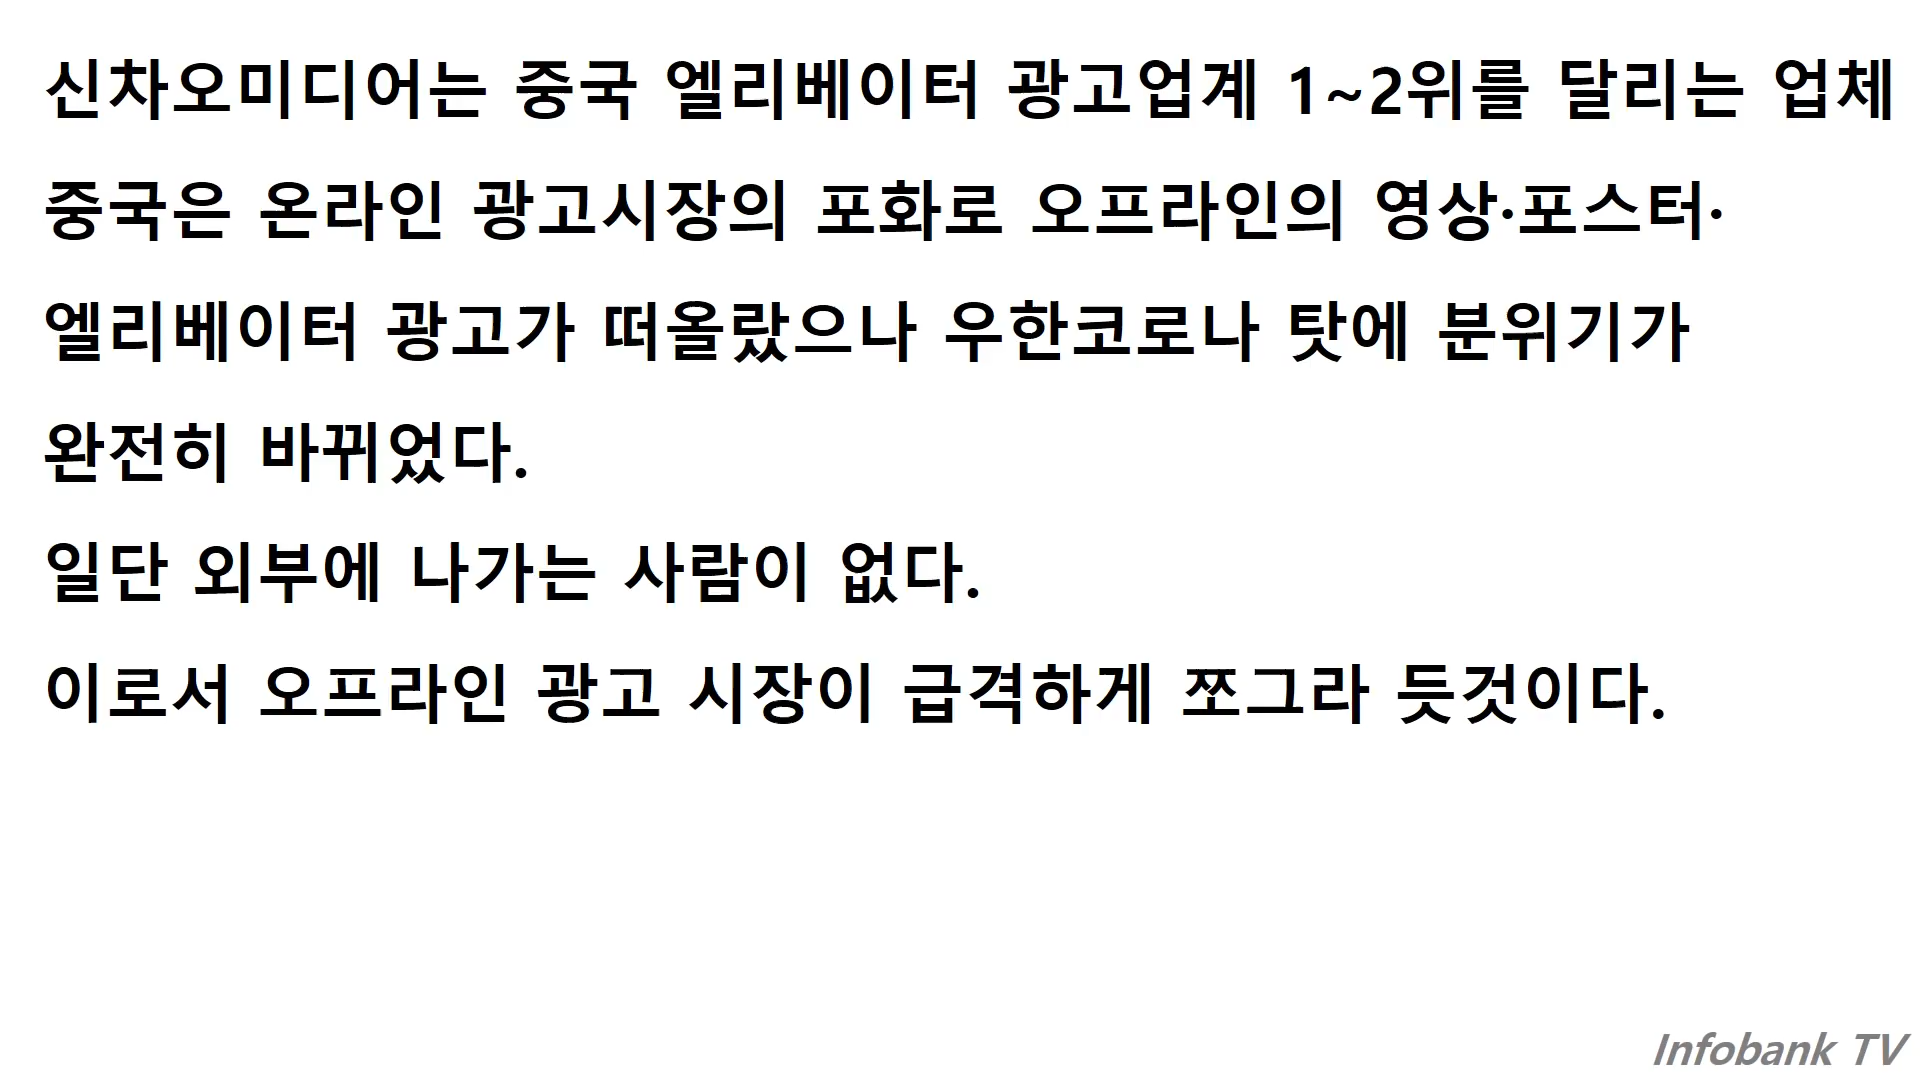 신차오미디어는 중국 엘리베이터 광고업계 1~2위를 달리는 업체
중국은 온라인 광고시장의 포화로 오프라인의 영상·포스터·
엘리베이터 광고가 떠올랐으나 우한코로나 탓에 분위기가
완전히 바뀌었다.
일단 외부에 나가는 사람이 없다.
이로서 오프라인 광고 시장이 급격하게 쪼그라 듯것이다.
Infobank TV